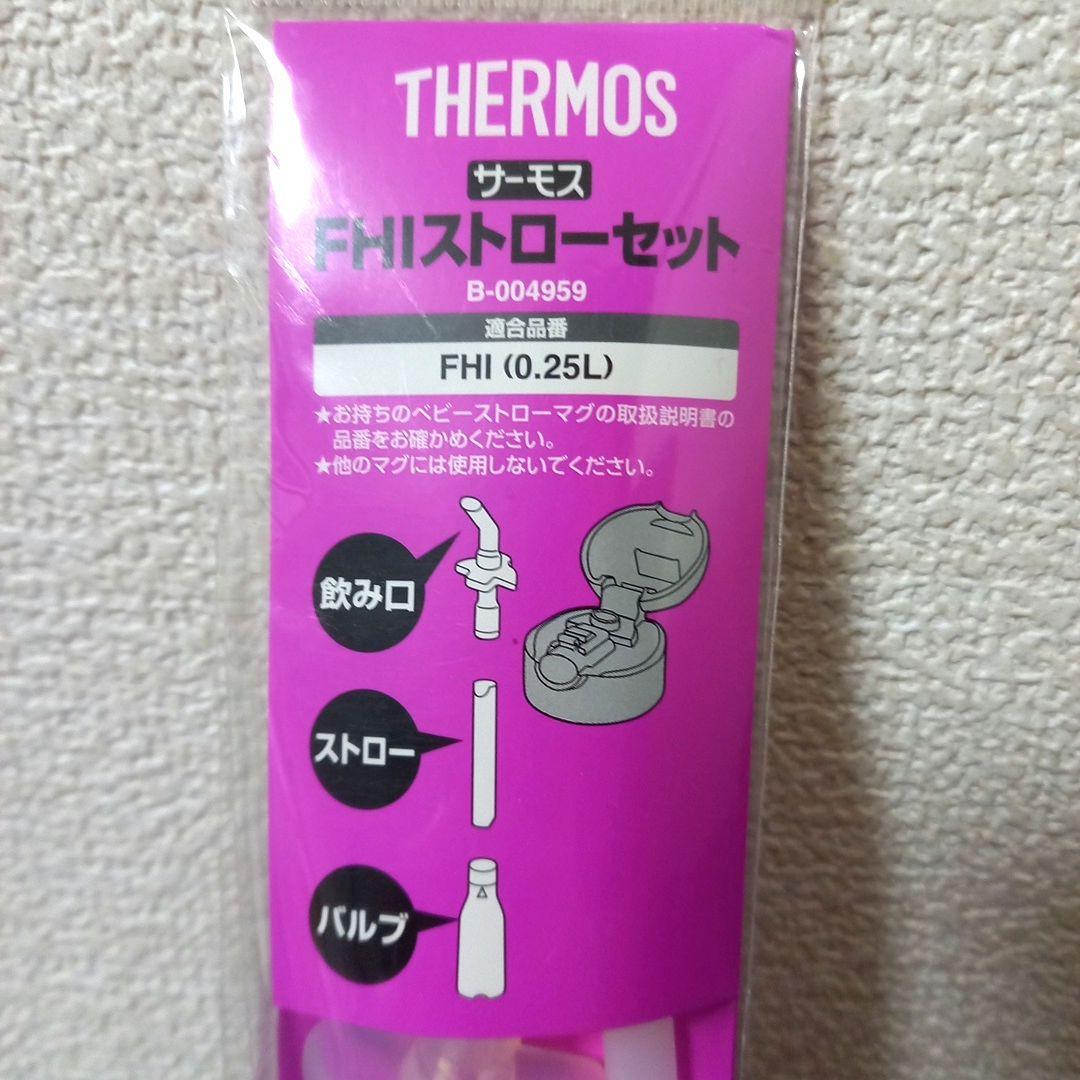 THERMOS
サーモス
FHIストローセット
B-004959
適合品番
FHI (0.25L)
★お持ちのベビーストローマグの取扱説明書の
品番をお確かめください。
★他のマグには使用しないでください。
飲み口
ストロー
バルブ